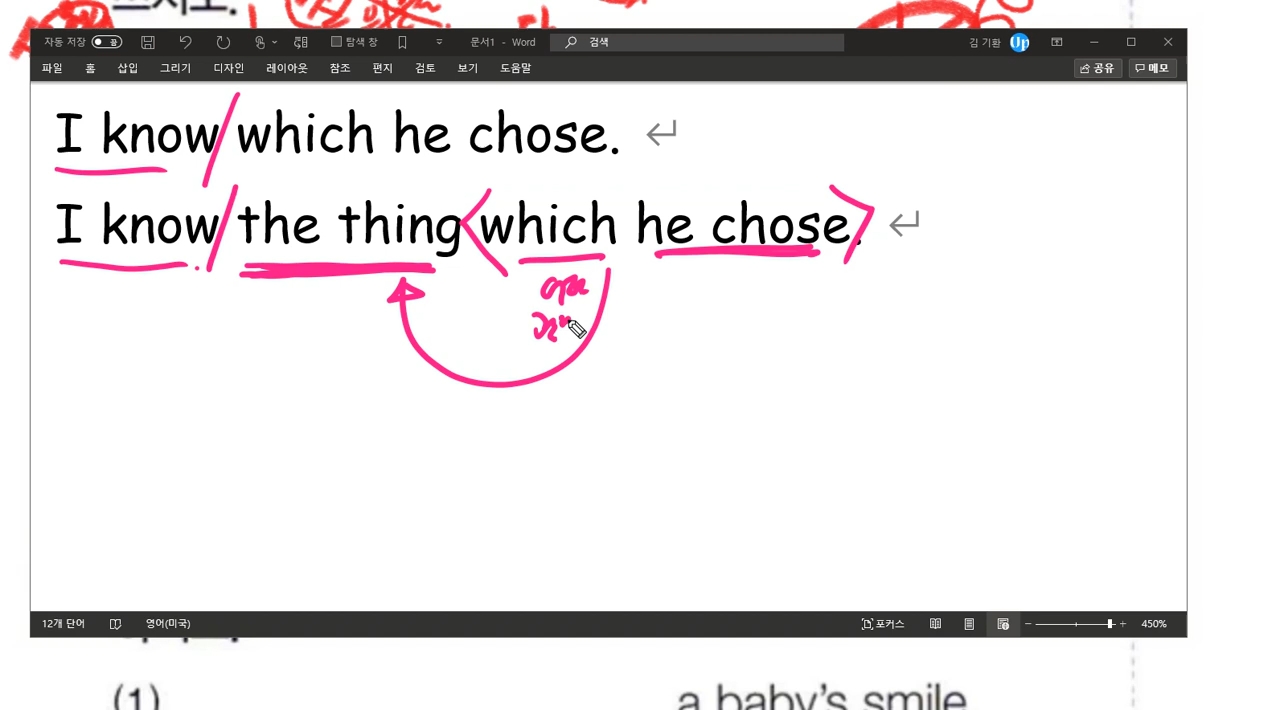 자동 저장 끔 탐색 창 문서1 - Word 검색 김 기환 Up
파일 홈 삽입 그리기 디자인 레이아웃 참조 편지 검토 보기 도움말 공유 메모
I know which he chose.
I know the thing which he chose.
12개 단어 영어(미국) 포커스 450%
(1) a baby's smile